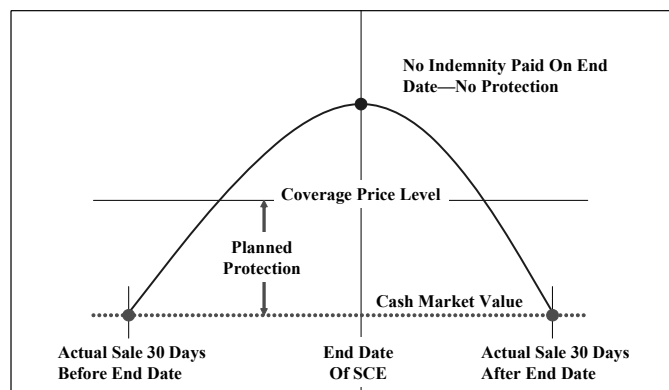 No Indemnity Paid On End
Date—No Protection
Coverage Price Level
Planned
Protection
Cash Market Value
Actual Sale 30 Days
Before End Date
End Date
Of SCE
Actual Sale 30 Days
After End Date